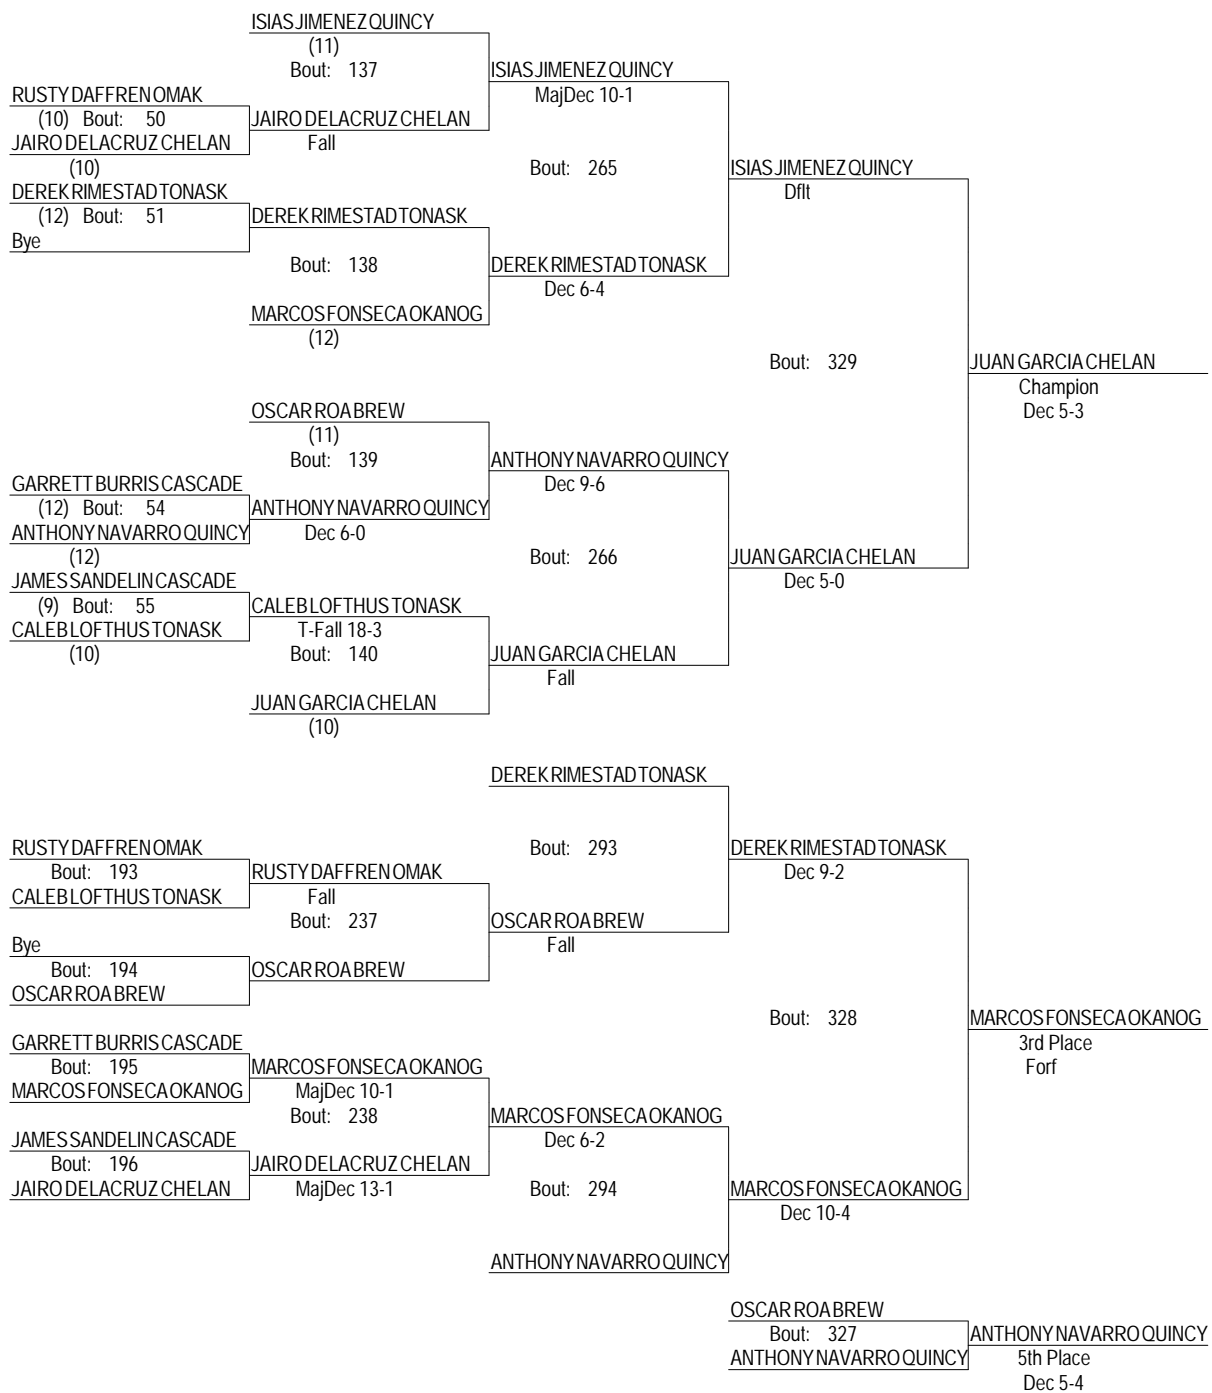 ISIAS JIMENEZ QUINCY
(11)
Bout: 137
ISIAS JIMENEZ QUINCY
MajDec 10-1
RUSTY DAFFREN OMAK
(10) Bout: 50
JAIRO DELACRUZ CHELAN
JAIRO DELACRUZ CHELAN
Fall
(10)
Bout: 265
ISIAS JIMENEZ QUINCY
Dflt
DEREK RIMESTAD TONASK
(12) Bout: 51
DEREK RIMESTAD TONASK
Bye
Bout: 138
DEREK RIMESTAD TONASK
Dec 6-4
MARCOS FONSECA OKANOG
(12)
Bout: 329
JUAN GARCIA CHELAN
Champion
Dec 5-3
OSCAR ROA BREW
(11)
Bout: 139
ANTHONY NAVARRO QUINCY
Dec 9-6
GARRETT BURRIS CASCADE
(12) Bout: 54
ANTHONY NAVARRO QUINCY
ANTHONY NAVARRO QUINCY
Dec 6-0
(12)
Bout: 266
JUAN GARCIA CHELAN
Dec 5-0
JAMES SANDELIN CASCADE
(9) Bout: 55
CALEB LOFTHUS TONASK
CALEB LOFTHUS TONASK
T-Fall 18-3
(10)
Bout: 140
JUAN GARCIA CHELAN
Fall
JUAN GARCIA CHELAN
(10)
DEREK RIMESTAD TONASK
RUSTY DAFFREN OMAK
Bout: 293
DEREK RIMESTAD TONASK
Dec 9-2
Bout: 193
RUSTY DAFFREN OMAK
CALEB LOFTHUS TONASK
Fall
Bout: 237
OSCAR ROA BREW
Fall
Bye
Bout: 194
OSCAR ROA BREW
OSCAR ROA BREW
Bout: 328
MARCOS FONSECA OKANOG
3rd Place
Forf
GARRETT BURRIS CASCADE
Bout: 195
MARCOS FONSECA OKANOG
MARCOS FONSECA OKANOG
MajDec 10-1
Bout: 238
MARCOS FONSECA OKANOG
Dec 6-2
JAMES SANDELIN CASCADE
Bout: 196
JAIRO DELACRUZ CHELAN
JAIRO DELACRUZ CHELAN
MajDec 13-1
Bout: 294
MARCOS FONSECA OKANOG
Dec 10-4
ANTHONY NAVARRO QUINCY
OSCAR ROA BREW
Bout: 327
ANTHONY NAVARRO QUINCY
ANTHONY NAVARRO QUINCY
5th Place
Dec 5-4